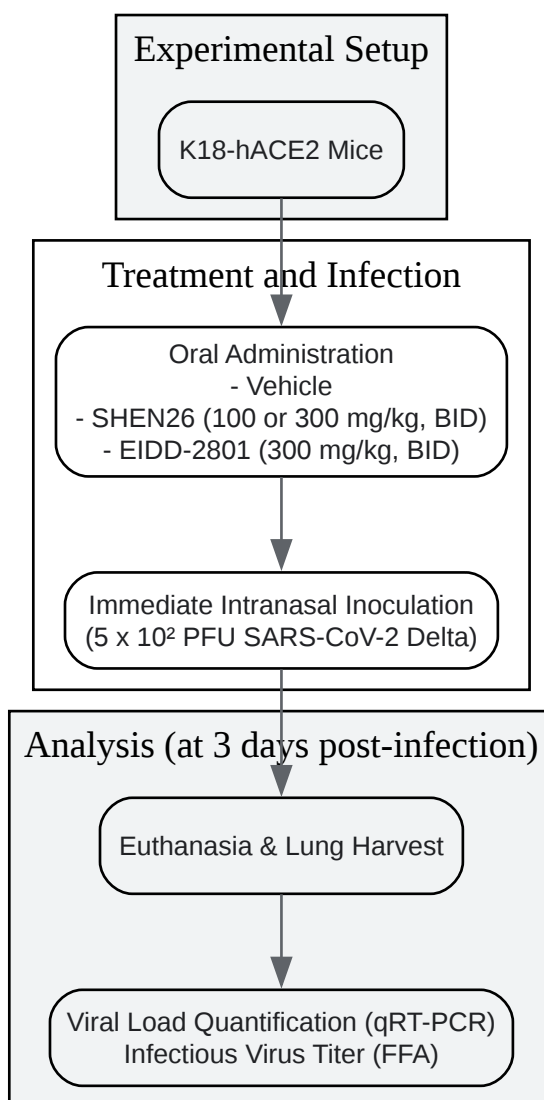 Experimental Setup
K18-hACE2 Mice
Treatment and Infection
Oral Administration
- Vehicle
- SHEN26 (100 or 300 mg/kg, BID)
- EIDD-2801 (300 mg/kg, BID)
Immediate Intranasal Inoculation
(5 x 10² PFU SARS-CoV-2 Delta)
Analysis (at 3 days post-infection)
Euthanasia & Lung Harvest
Viral Load Quantification (qRT-PCR)
Infectious Virus Titer (FFA)